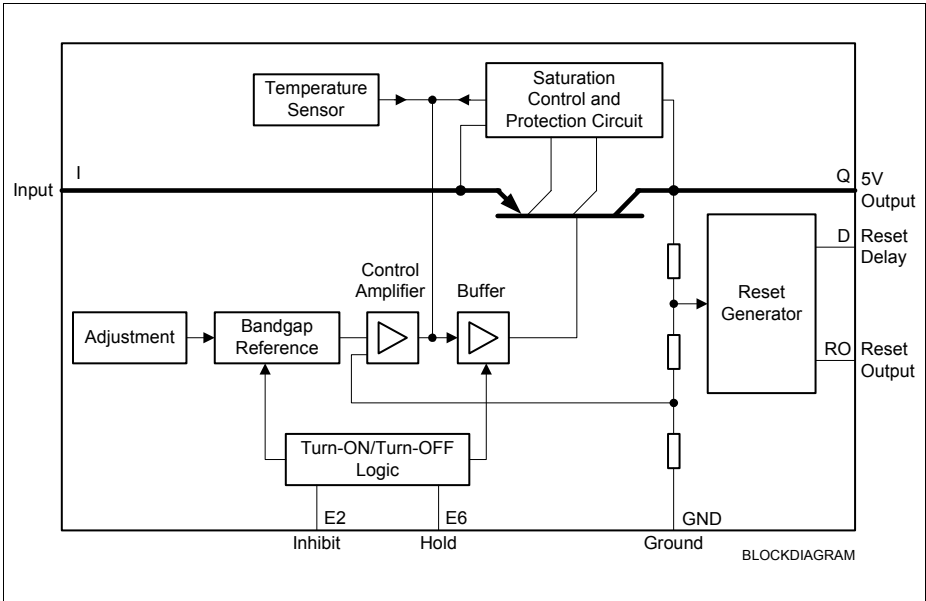 Temperature
Sensor
Saturation
Control and
Protection Circuit
I
Q
Input
5V
Output
D
Reset
Delay
Control
Amplifier
Buffer
Reset
Generator
Adjustment
Bandgap
Reference
RO
Reset
Output
Turn-ON/Turn-OFF
Logic
E2
E6
GND
Inhibit
Hold
Ground
BLOCKDIAGRAM